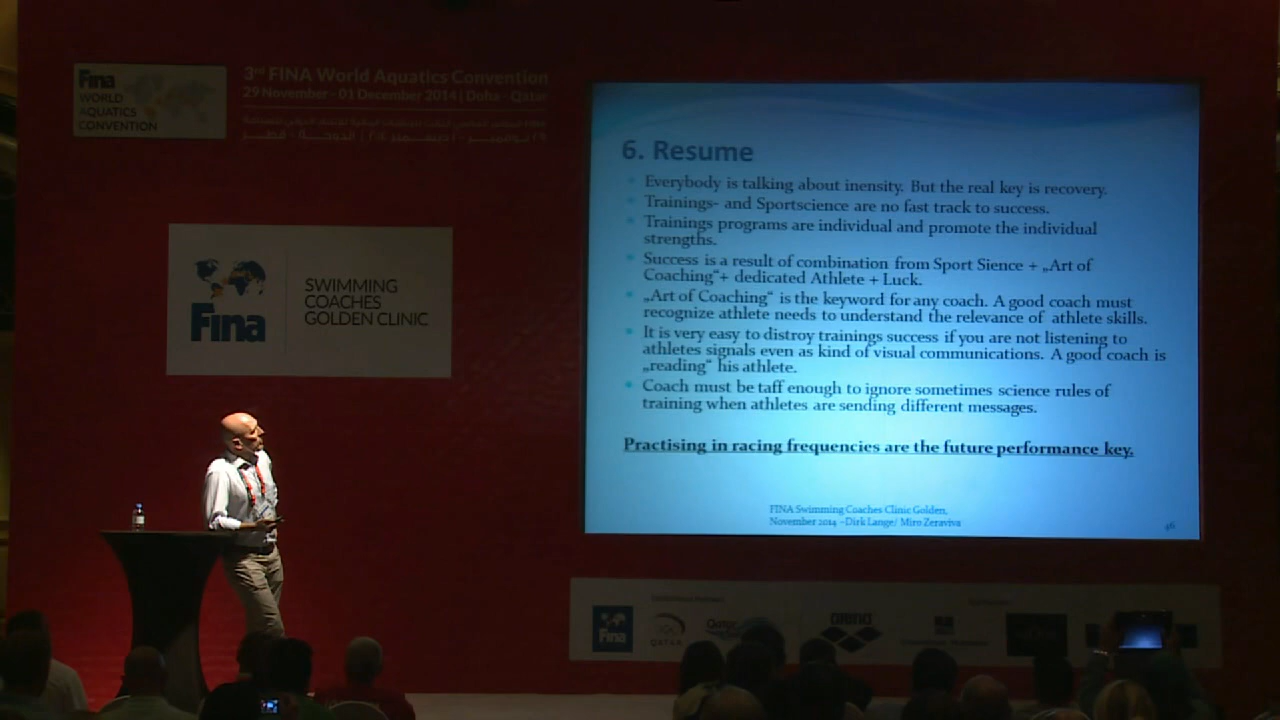 Fina
WORLD
AQUATICS
CONVENTION
3rd FINA World Aquatics Convention
29 November - 01 December 2014 | Doha - Qatar
Fina
SWIMMING
COACHES
GOLDEN CLINIC
6. Resume
Everybody is talking about inensity. But the real key is recovery.
Trainings- and Sportscience are no fast track to success.
Trainings programs are individual and promote the individual
strengths.
Success is a result of combination from Sport Sience + „Art of
Coaching“+ dedicated Athlete + Luck.
„Art of Coaching“ is the keyword for any coach. A good coach must
recognize athlete needs to understand the relevance of athlete skills.
It is very easy to distroy trainings success if you are not listening to
athletes signals even as kind of visual communications. A good coach is
„reading“ his athlete.
Coach must be taff enough to ignore sometimes science rules of
training when athletes are sending different messages.
Practising in racing frequencies are the future performance key.
FINA Swimming Coaches Clinic Golden,
November 2014 –Dirk Lange/ Miro Zeraviva
46
Fina
QATAR
arena